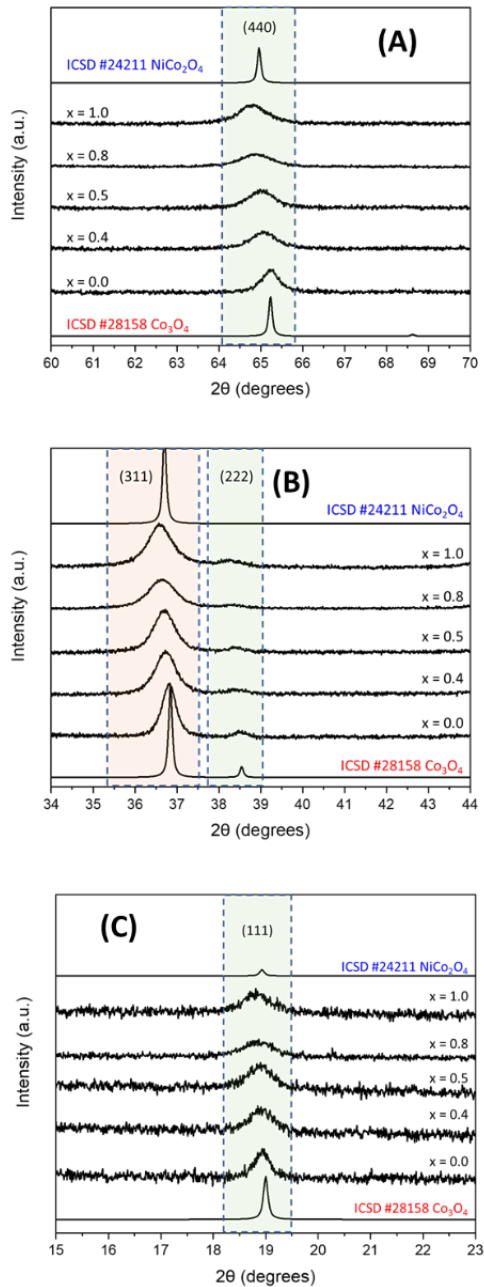 (440)
(A)
ICSD #24211 NiCo₂O₄
x = 1.0
x = 0.8
x = 0.5
x = 0.4
x = 0.0
ICSD #28158 Co₃O₄
Intensity (a.u.)
60 61 62 63 64 65 66 67 68 69 70
2θ (degrees)
(311)
(222)
(B)
ICSD #24211 NiCo₂O₄
x = 1.0
x = 0.8
x = 0.5
x = 0.4
x = 0.0
ICSD #28158 Co₃O₄
Intensity (a.u.)
34 35 36 37 38 39 40 41 42 43 44
2θ (degrees)
(C)
(111)
ICSD #24211 NiCo₂O₄
x = 1.0
x = 0.8
x = 0.5
x = 0.4
x = 0.0
ICSD #28158 Co₃O₄
Intensity (a.u.)
15 16 17 18 19 20 21 22 23
2θ (degrees)